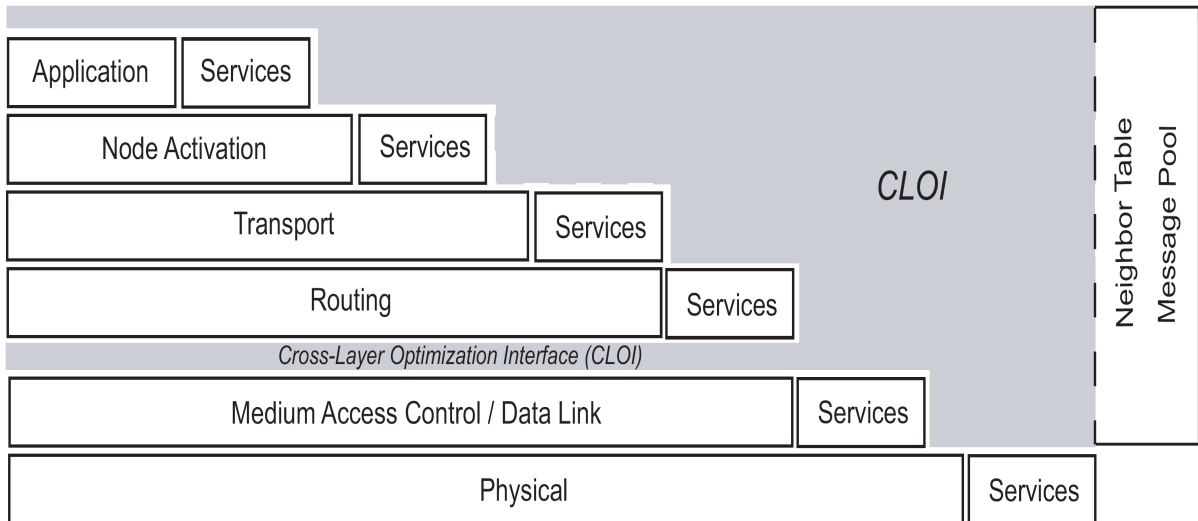 Application
Services
Node Activation
Services
CLOI
Transport
Services
Routing
Services
Cross-Layer Optimization Interface (CLOI)
Medium Access Control / Data Link
Services
Physical
Services
Neighbor Table
Message Pool